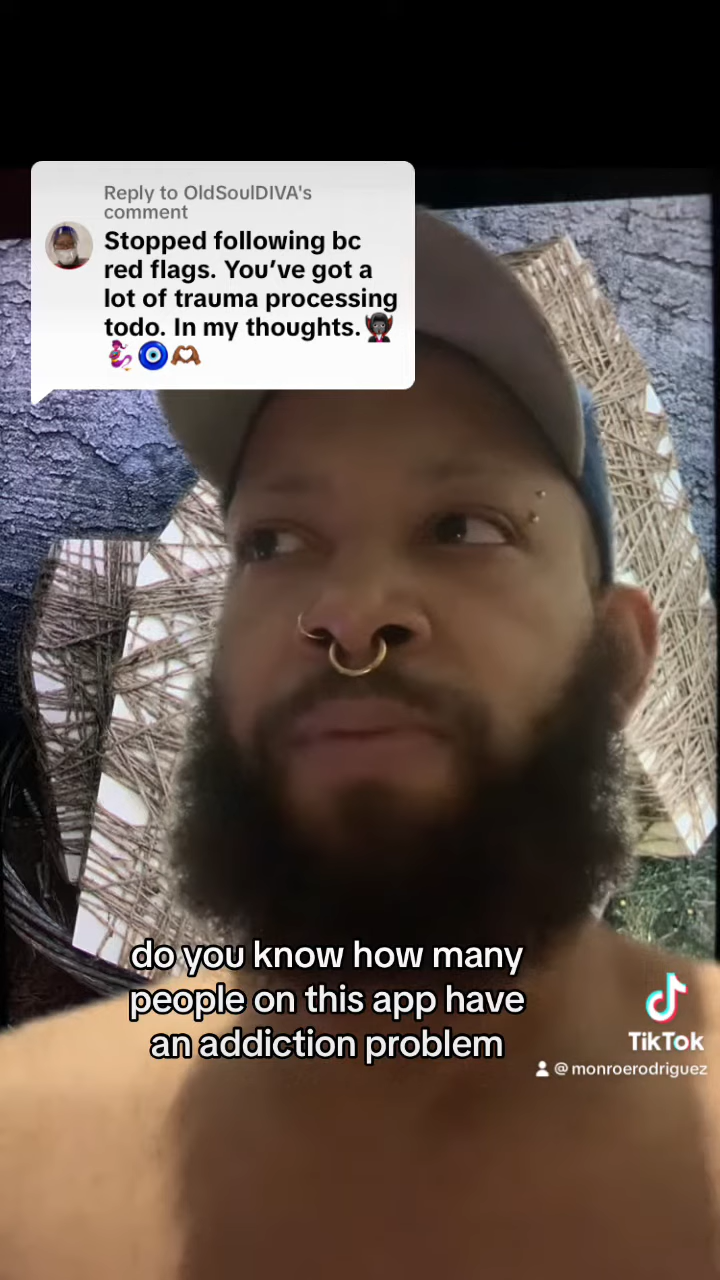 Reply to OldSoulDIVA's
comment
Stopped following bc
red flags. You’ve got a
lot of trauma processing
todo. In my thoughts.🧛🏿
🧜🏽‍♀️🧿🫶🏾
do you know how many
people on this app have
an addiction problem
TikTok
@monroerodriguez